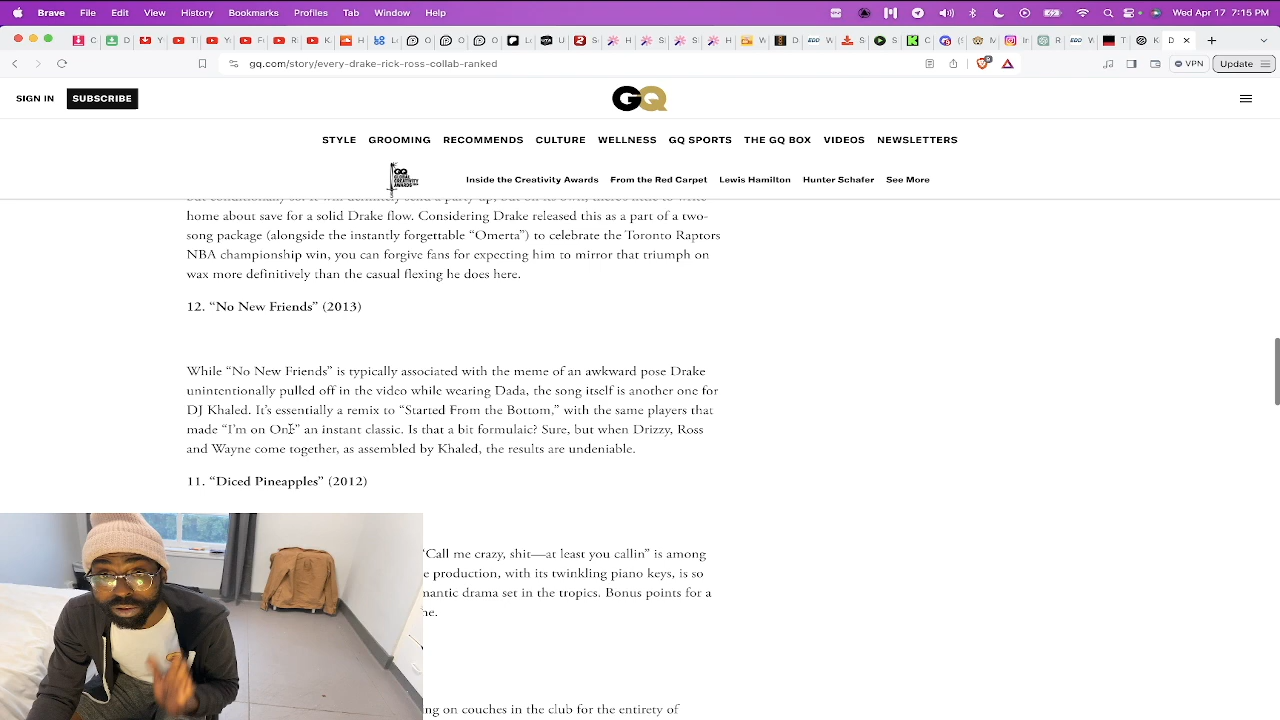 Brave File Edit View History Bookmarks Profiles Tab Window Help Wed Apr 17 7:15 PM
gq.com/story/every-drake-rick-ross-collab-ranked VPN Update
SIGN IN SUBSCRIBE GQ
STYLE GROOMING RECOMMENDS CULTURE WELLNESS GQ SPORTS THE GQ BOX VIDEOS NEWSLETTERS
GQ GLOBAL CREATIVITY AWARDS Inside the Creativity Awards From the Red Carpet Lewis Hamilton Hunter Schafer See More
home about save for a solid Drake flow. Considering Drake released this as a part of a two-
song package (alongside the instantly forgettable “Omerta”) to celebrate the Toronto Raptors
NBA championship win, you can forgive fans for expecting him to mirror that triumph on
wax more definitively than the casual flexing he does here.
12. “No New Friends” (2013)
While “No New Friends” is typically associated with the meme of an awkward pose Drake
unintentionally pulled off in the video while wearing Dada, the song itself is another one for
DJ Khaled. It’s essentially a remix to “Started From the Bottom,” with the same players that
made “I’m on One” an instant classic. Is that a bit formulaic? Sure, but when Drizzy, Ross
and Wayne come together, as assembled by Khaled, the results are undeniable.
11. “Diced Pineapples” (2012)
“Call me crazy, shit—at least you callin” is among
production, with its twinkling piano keys, is so
mantic drama set in the tropics. Bonus points for a
ne.
ng on couches in the club for the entirety of